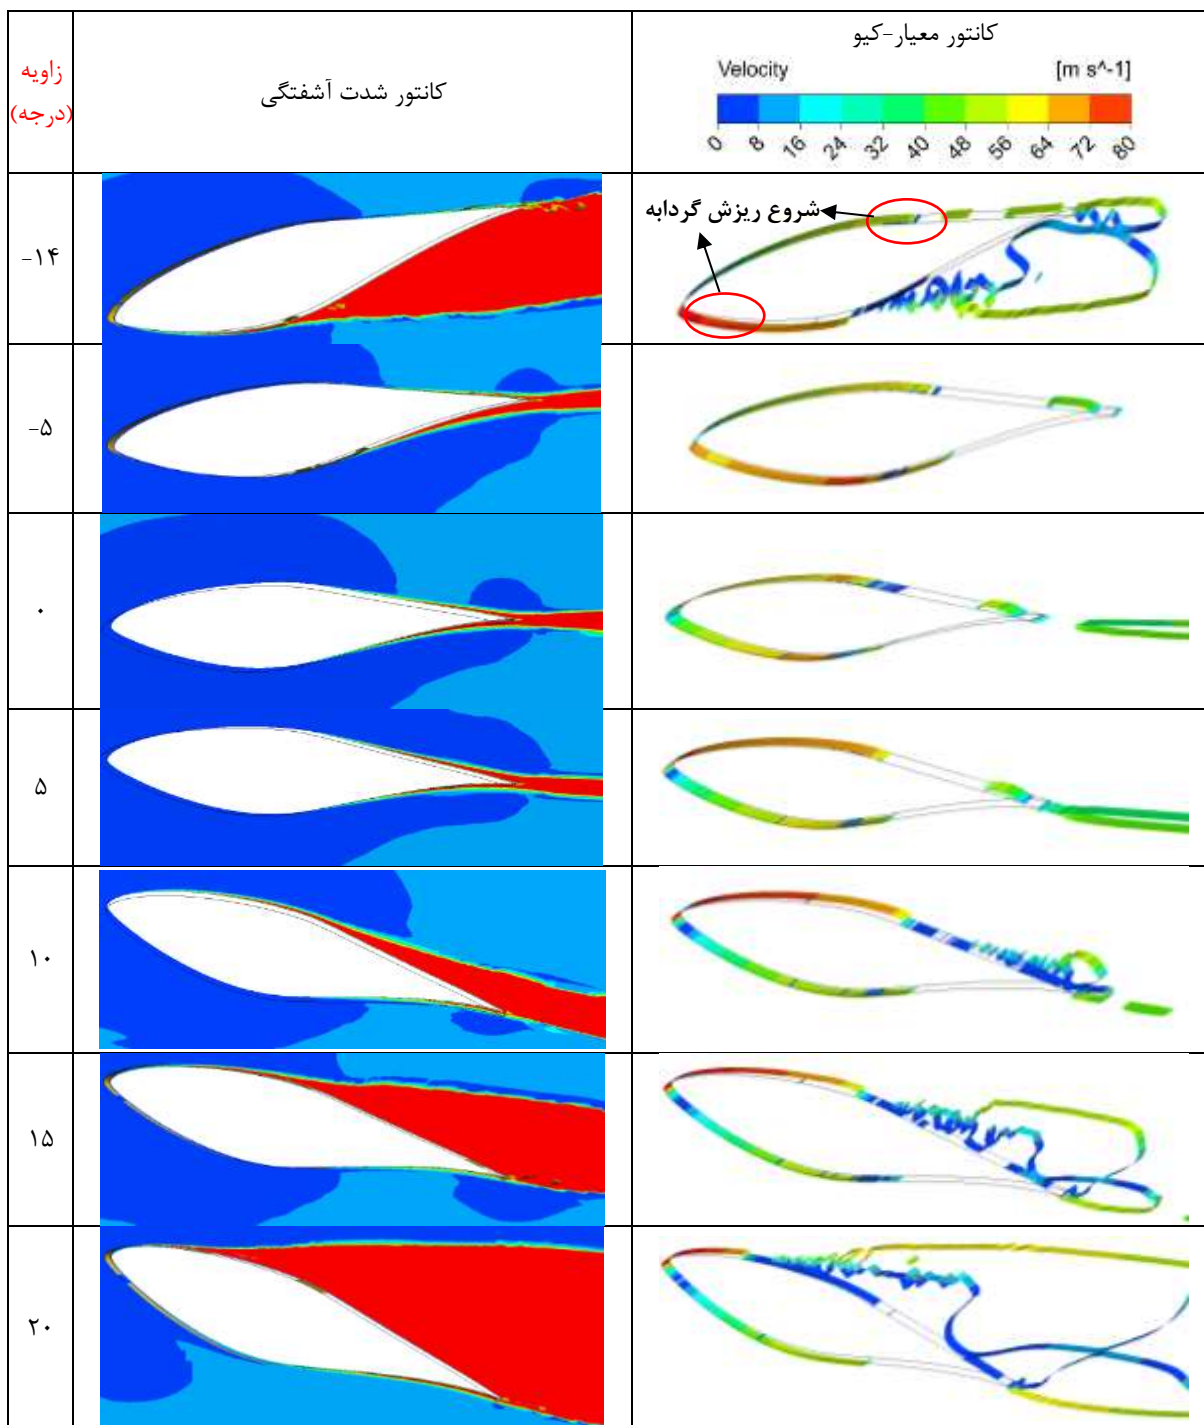 زاویه
(درجه)
کانتور شدت آشفتگی
کانتور معیار-کیو
Velocity [m s^-1]
0 8 16 24 32 40 48 56 64 72 80
-۱۴
شروع ریزش گردابه
-۵
۰
۵
۱۰
۱۵
۲۰